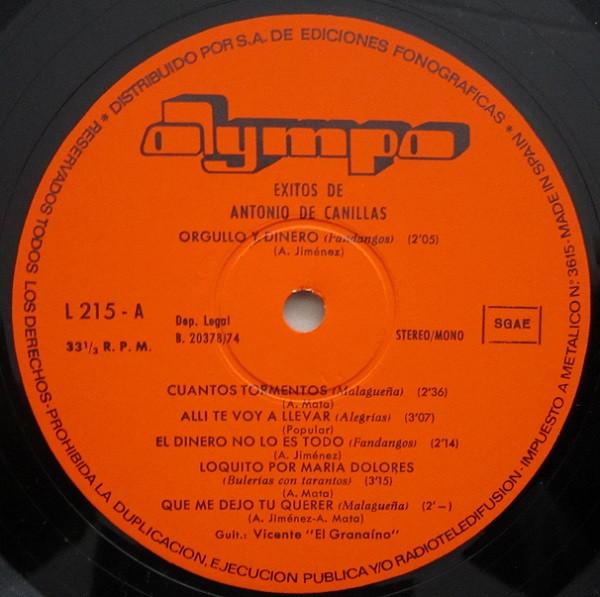 RESERVADOS TODOS LOS DERECHOS-PROHIBIDA LA DUPLICACION, EJECUCION PUBLICA Y/O RADIOTELEDIFUSION-IMPUESTO A METALICO N.º 3615-MADE IN SPAIN * DISTRIBUIDO POR S.A. DE EDICIONES FONOGRAFICAS *
Olympo
EXITOS DE
ANTONIO DE CANILLAS
ORGULLO Y DINERO (Fandangos) (2'05)
(A. Jiménez)
L 215 - A
33 1/3 R. P. M.
Dep. Legal
B. 20378/74
STEREO/MONO
SGAE
CUANTOS TORMENTOS (Malagueña) (2'36)
(A. Mata)
ALLI TE VOY A LLEVAR (Alegrías) (3'07)
(Popular)
EL DINERO NO LO ES TODO (Fandangos) (2'14)
(A. Jiménez)
LOQUITO POR MARIA DOLORES
(Bulerías con tarantos) (3'15)
(A. Mata)
QUE ME DEJO TU QUERER (Malagueña) (2'-)
(A. Jiménez-A. Mata)
Guit.: Vicente "El Granaíno"